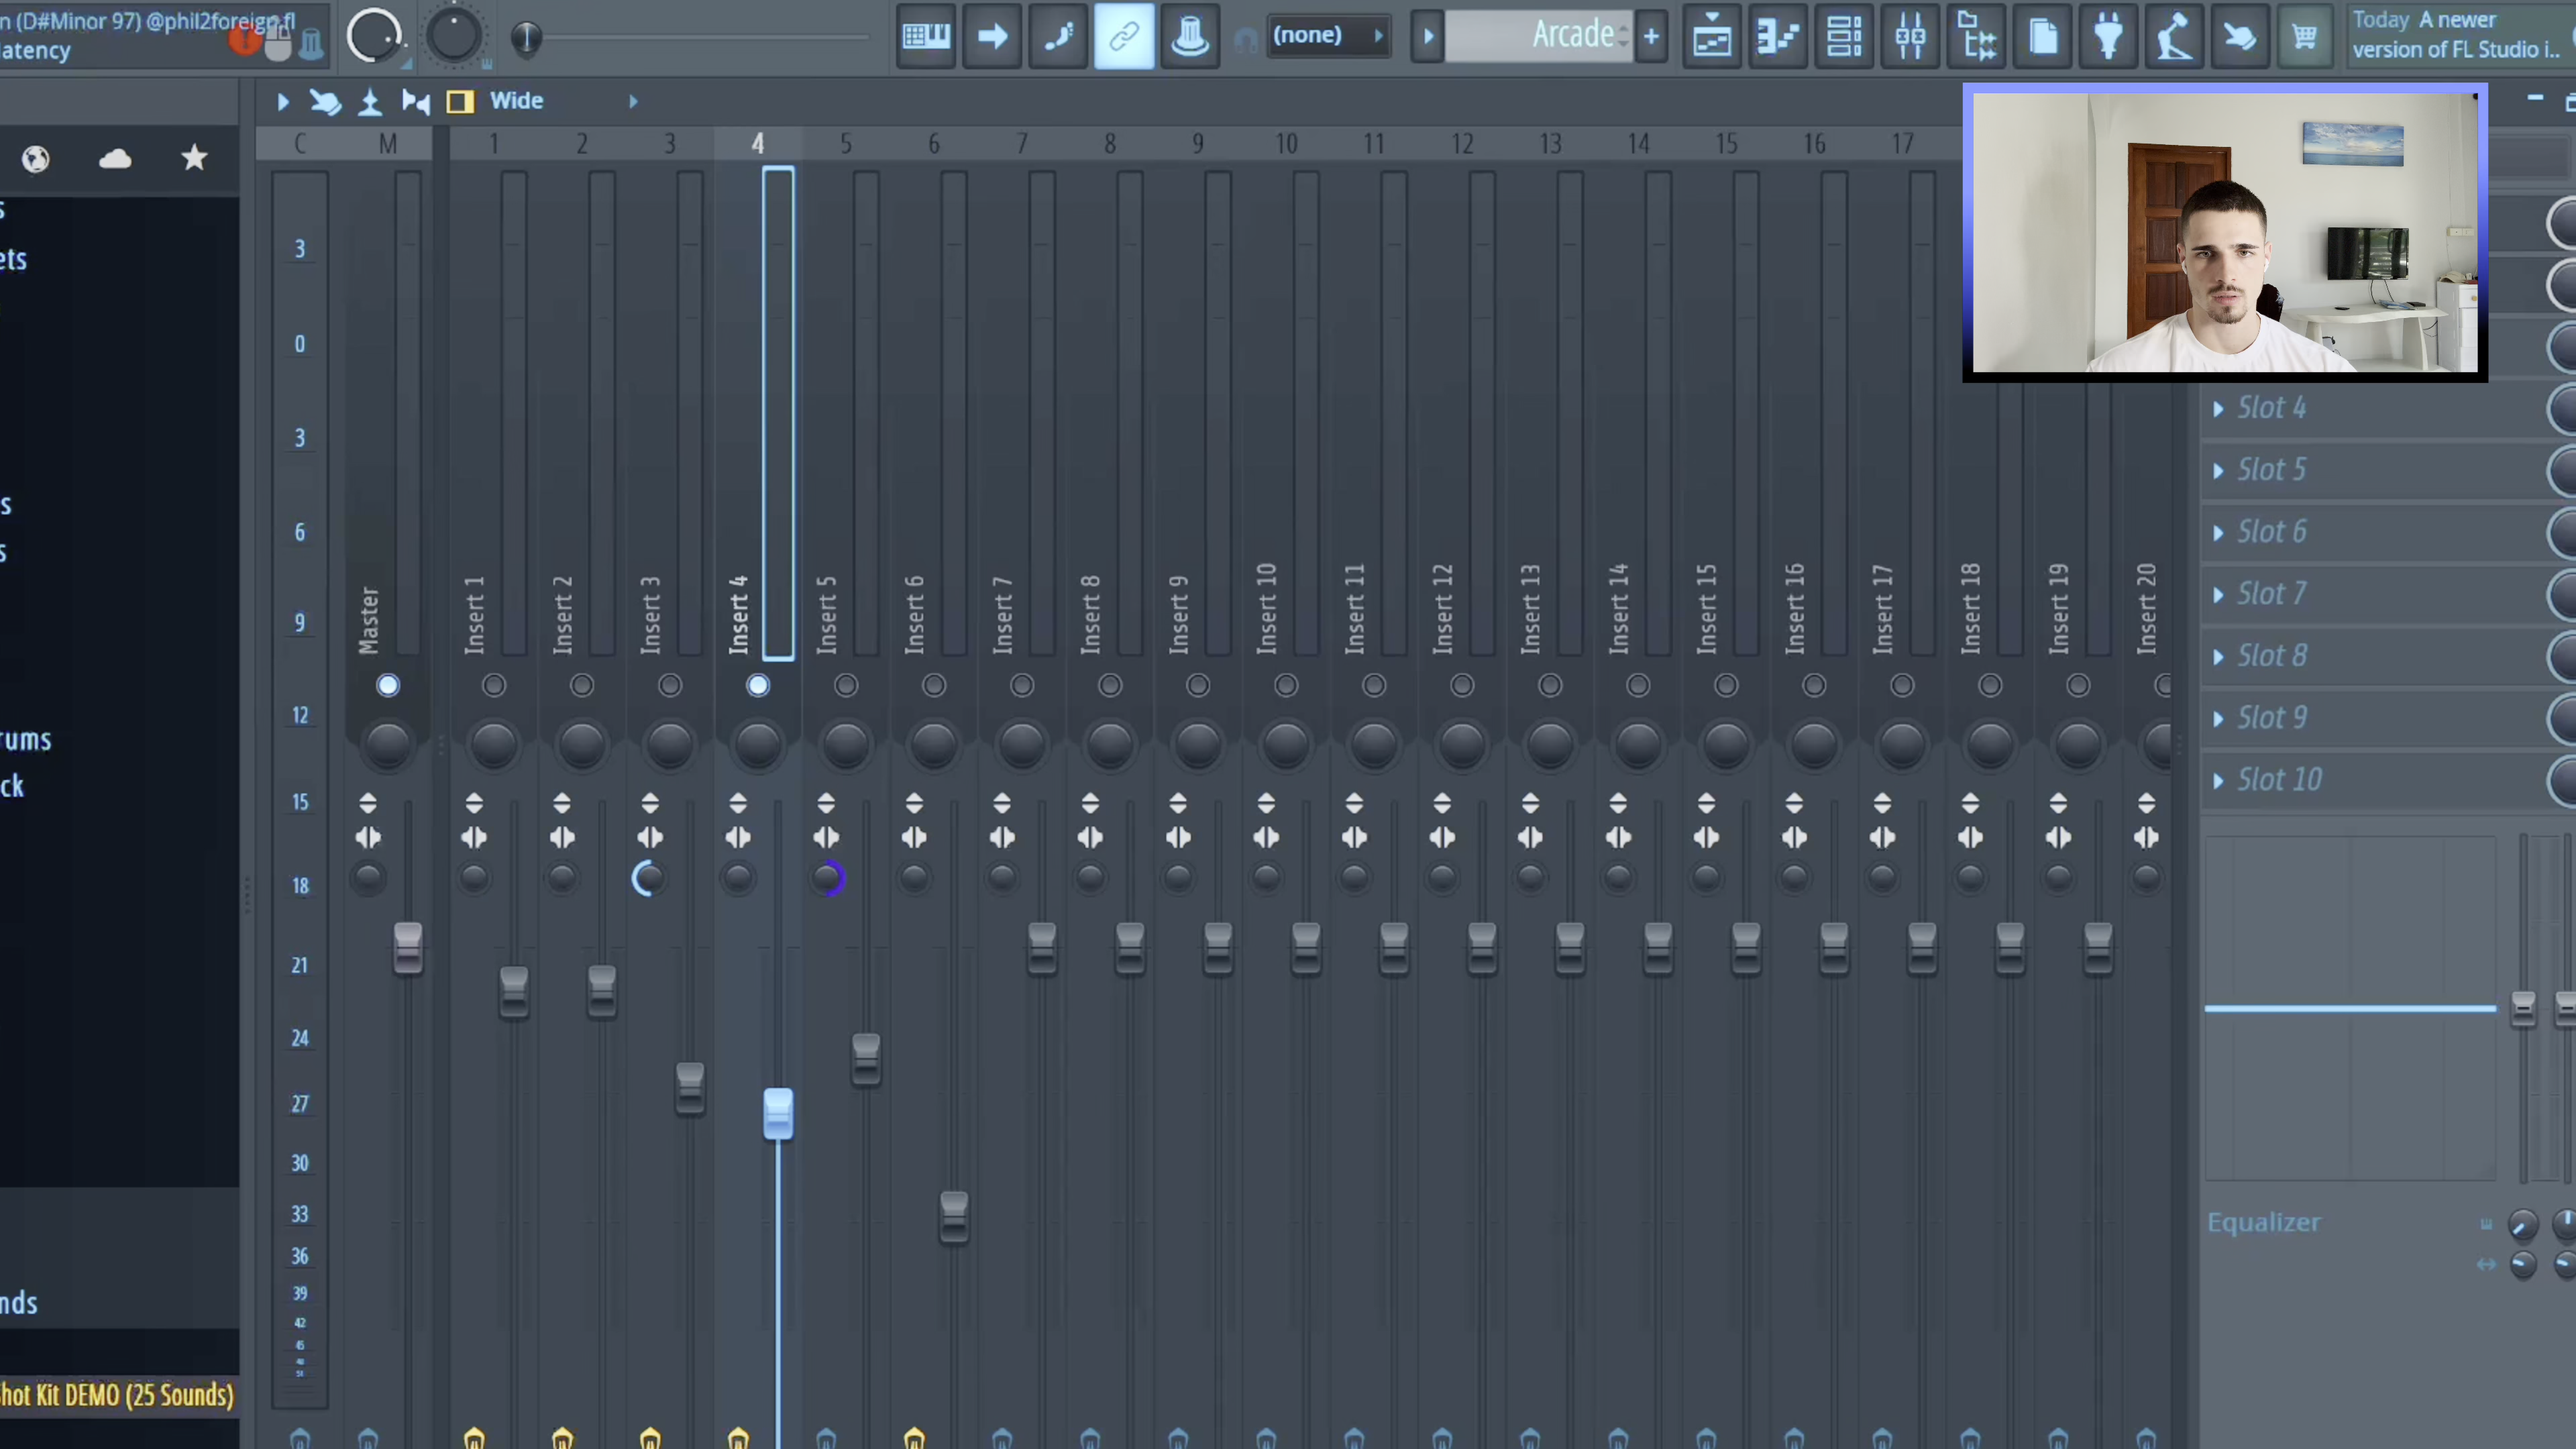 n (D#Minor 97) @phil2foreign.fl
latency
(none)
Arcade
Today A newer
version of FL Studio i..
Wide
C M 1 2 3 4 5 6 7 8 9 10 11 12 13 14 15 16 17
s
ets
s
s
rums
ck
nds
hot Kit DEMO (25 Sounds)
3
0
3
6
9
12
15
18
21
24
27
30
33
36
39
42
45
Master
Insert 1
Insert 2
Insert 3
Insert 4
Insert 5
Insert 6
Insert 7
Insert 8
Insert 9
Insert 10
Insert 11
Insert 12
Insert 13
Insert 14
Insert 15
Insert 16
Insert 17
Insert 18
Insert 19
Insert 20
Slot 4
Slot 5
Slot 6
Slot 7
Slot 8
Slot 9
Slot 10
Equalizer